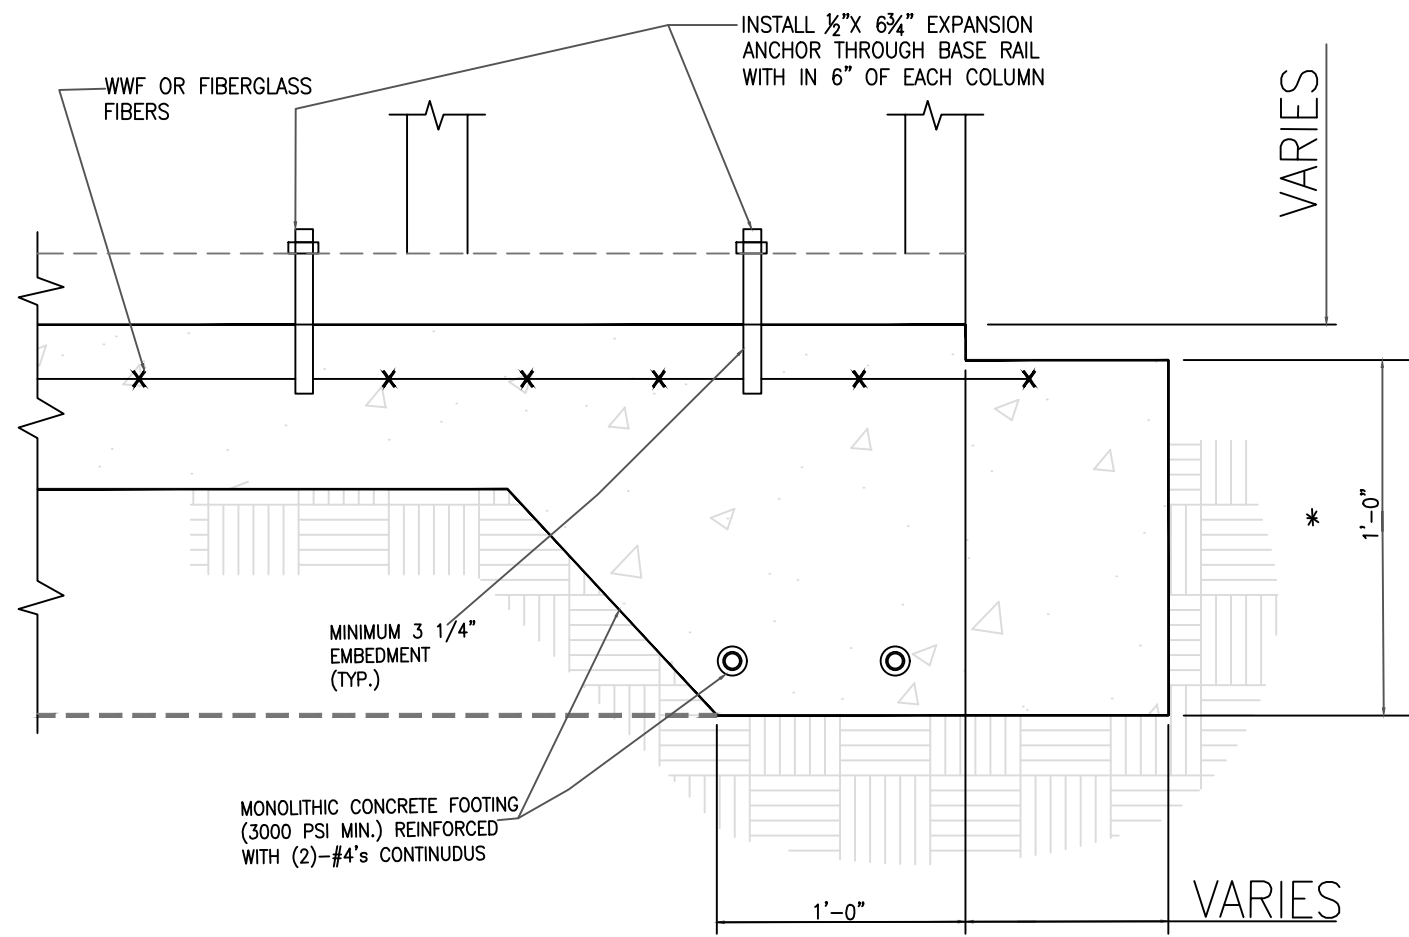 INSTALL ½"X 6¾" EXPANSION
ANCHOR THROUGH BASE RAIL
WITH IN 6" OF EACH COLUMN
WWF OR FIBERGLASS
FIBERS
VARIES
1'-0"
*
MINIMUM 3 1/4"
EMBEDMENT
(TYP.)
MONOLITHIC CONCRETE FOOTING
(3000 PSI MIN.) REINFORCED
WITH (2)-#4's CONTINUDUS
1'-0"
VARIES